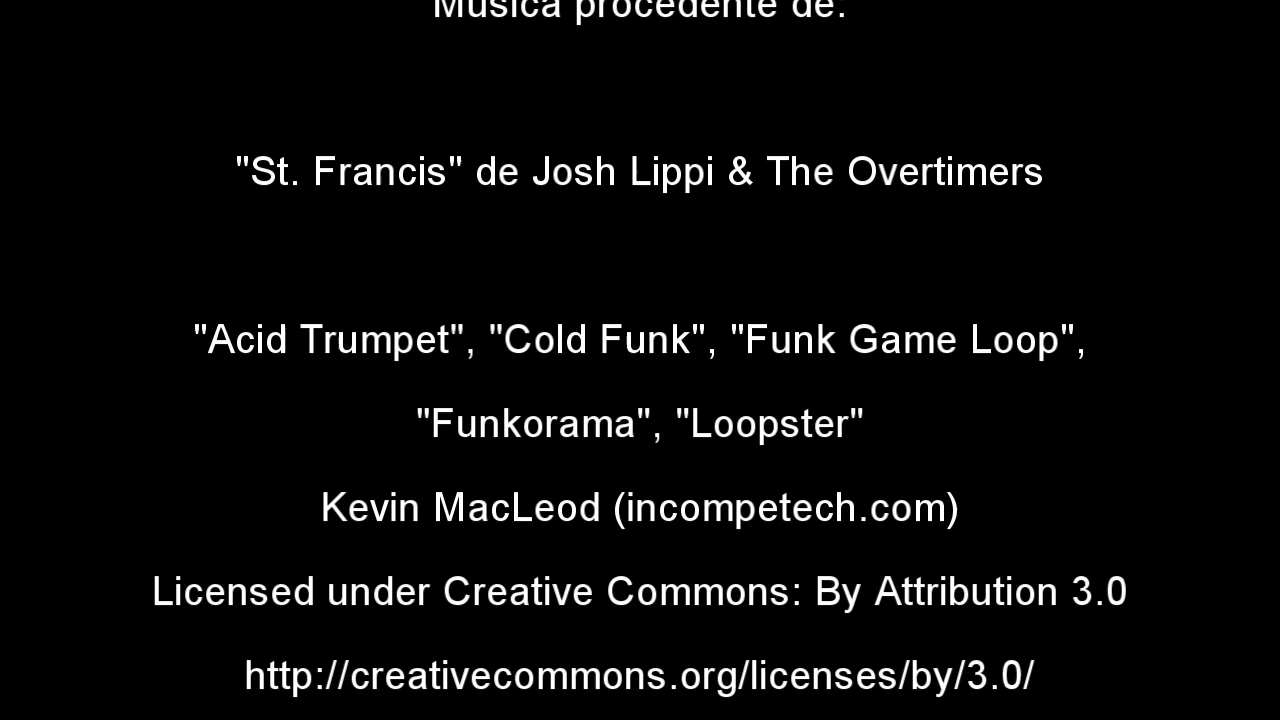 Música procedente de:
"St. Francis" de Josh Lippi & The Overtimers
"Acid Trumpet", "Cold Funk", "Funk Game Loop",
"Funkorama", "Loopster"
Kevin MacLeod (incompetech.com)
Licensed under Creative Commons: By Attribution 3.0
http://creativecommons.org/licenses/by/3.0/